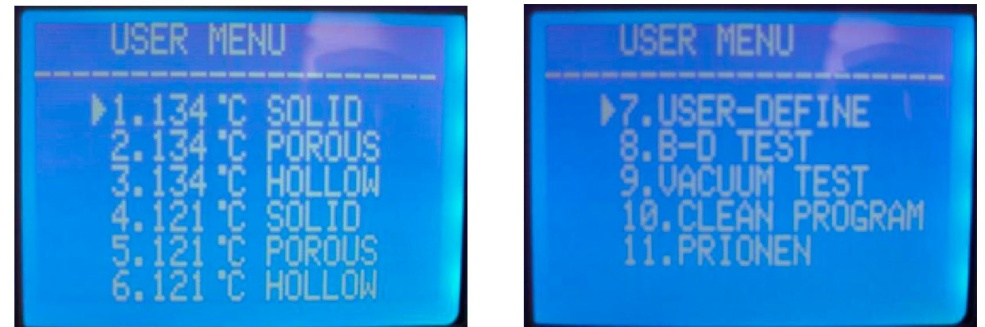 USER MENU
1.134 °C SOLID
2.134 °C POROUS
3.134 °C HOLLOW
4.121 °C SOLID
5.121 °C POROUS
6.121 °C HOLLOW
USER MENU
7.USER-DEFINE
8.B-D TEST
9.VACUUM TEST
10.CLEAN PROGRAM
11.PRIONEN